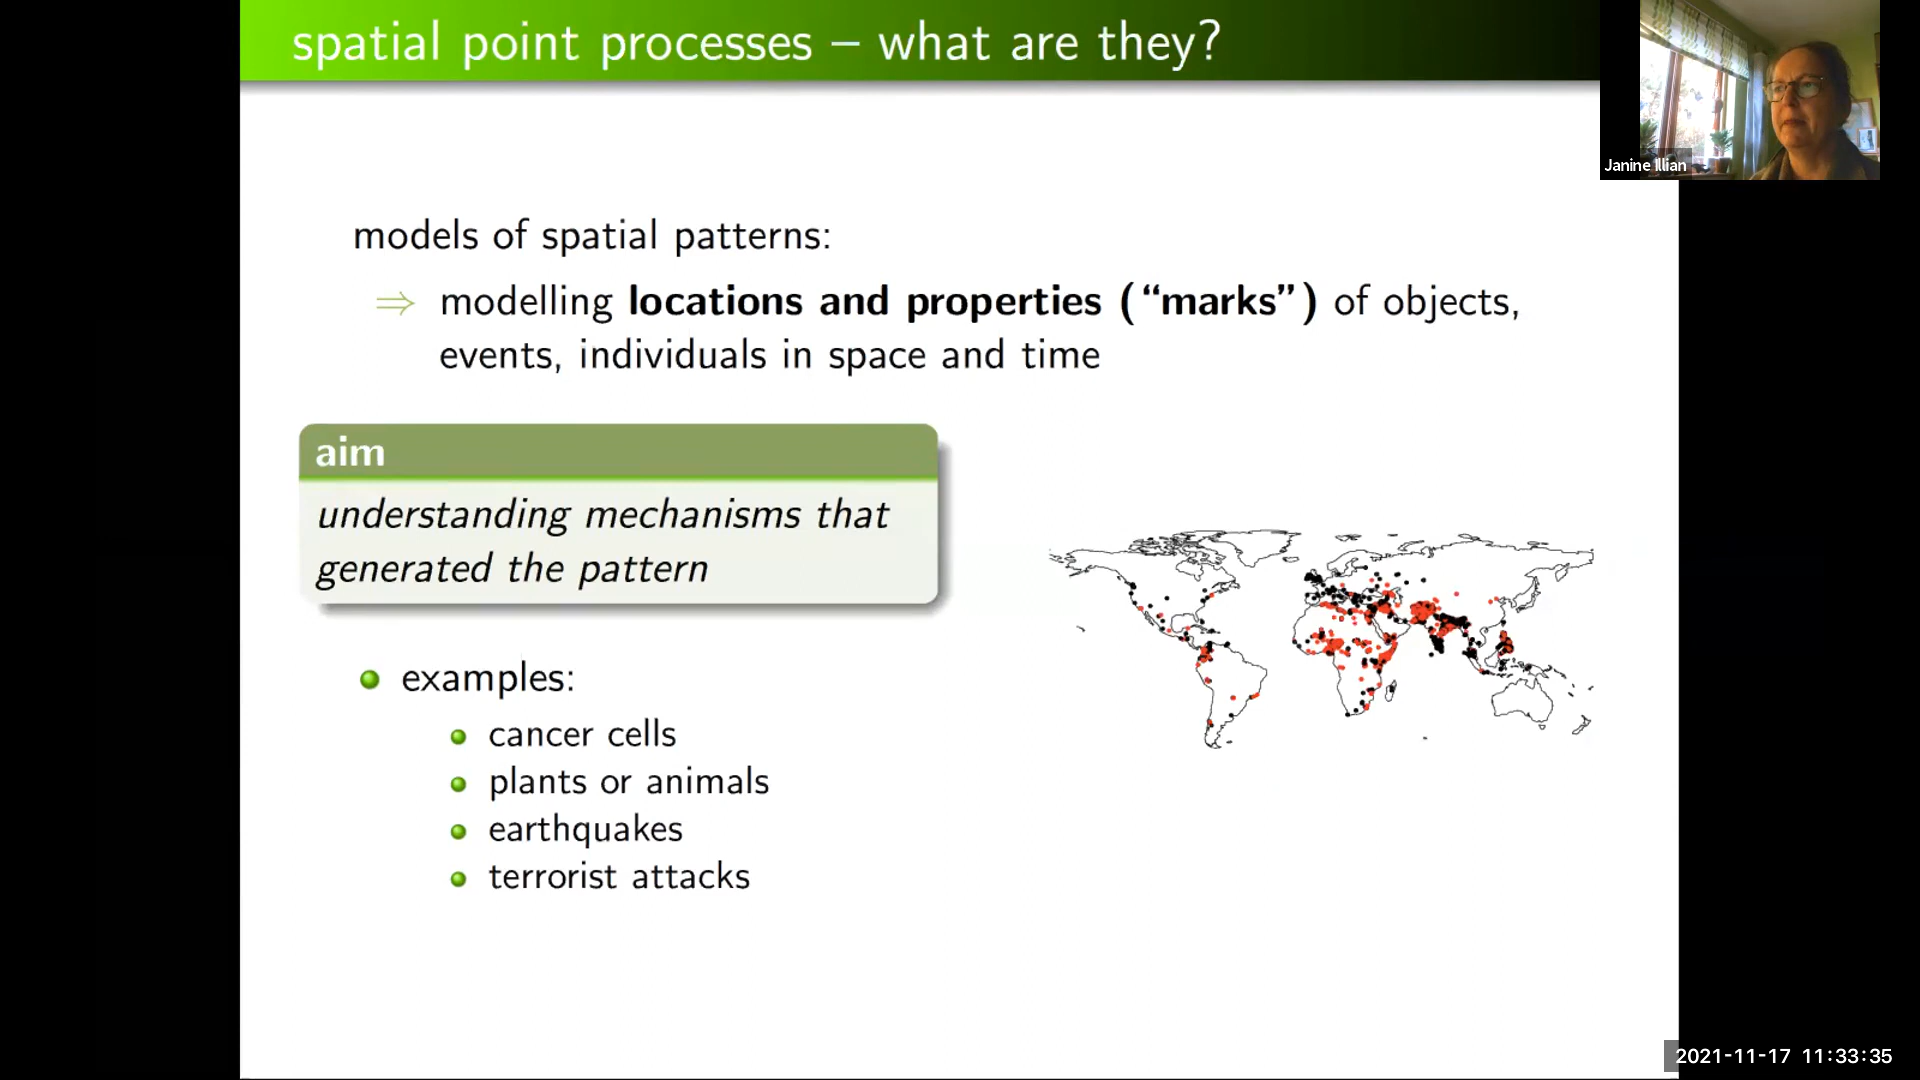 spatial point processes – what are they?
Janine Illian
models of spatial patterns:
⇒ modelling locations and properties (“marks”) of objects,
events, individuals in space and time
aim
understanding mechanisms that
generated the pattern
examples:
cancer cells
plants or animals
earthquakes
terrorist attacks
2021-11-17 11:33:35